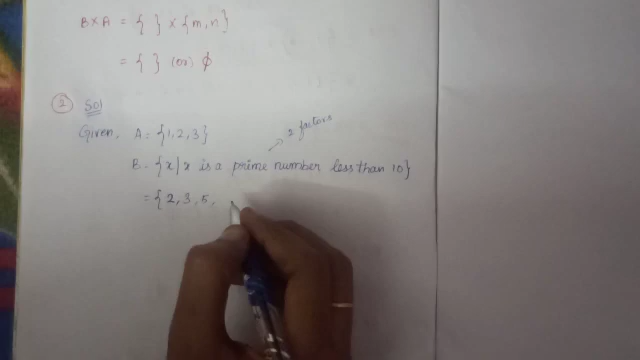 B×A = { } × {m, n}
= { } (or) ϕ
② Sol
Given, A = {1, 2, 3}
2 factors
B = {x/x is a prime number less than 10}
= {2, 3, 5,